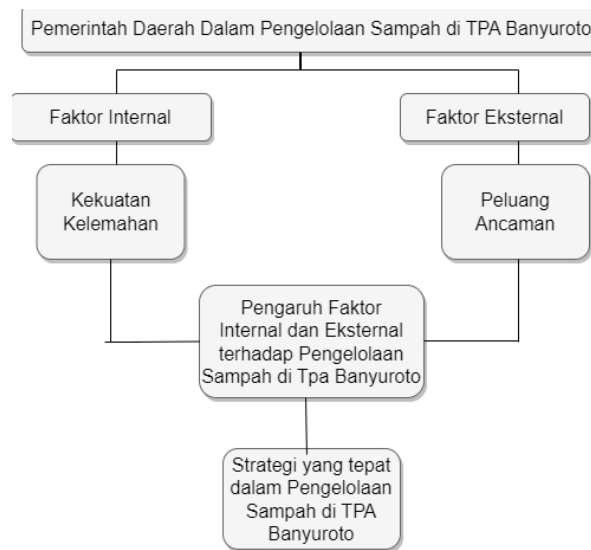 Pemerintah Daerah Dalam Pengelolaan Sampah di TPA Banyuroto
Faktor Internal
Faktor Eksternal
Kekuatan
Kelemahan
Peluang
Ancaman
Pengaruh Faktor
Internal dan Eksternal
terhadap Pengelolaan
Sampah di Tpa Banyuroto
Strategi yang tepat
dalam Pengelolaan
Sampah di TPA
Banyuroto